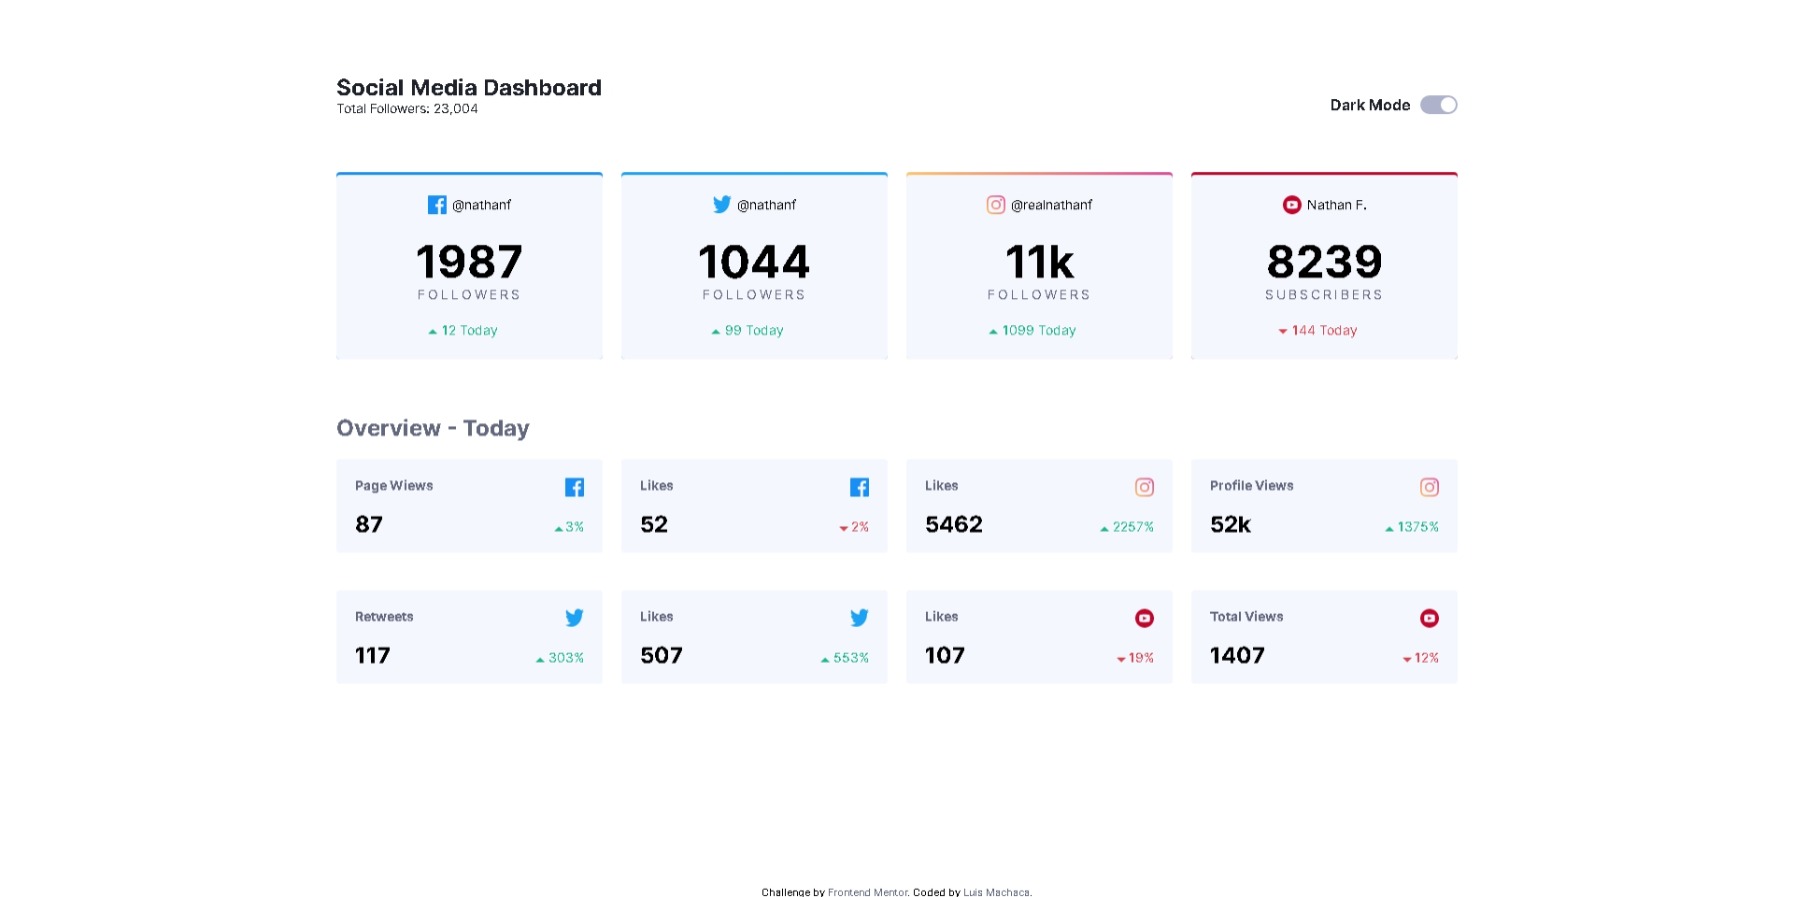 Social Media Dashboard
Total Followers: 23,004
Dark Mode
@nathanf
1987
FOLLOWERS
12 Today
@nathanf
1044
FOLLOWERS
99 Today
@realnathanf
11k
FOLLOWERS
1099 Today
Nathan F.
8239
SUBSCRIBERS
144 Today
Overview - Today
Page Wiews
87
3%
Likes
52
2%
Likes
5462
2257%
Profile Views
52k
1375%
Retweets
117
303%
Likes
507
553%
Likes
107
19%
Total Views
1407
12%
Challenge by Frontend Mentor. Coded by Luis Machaca.